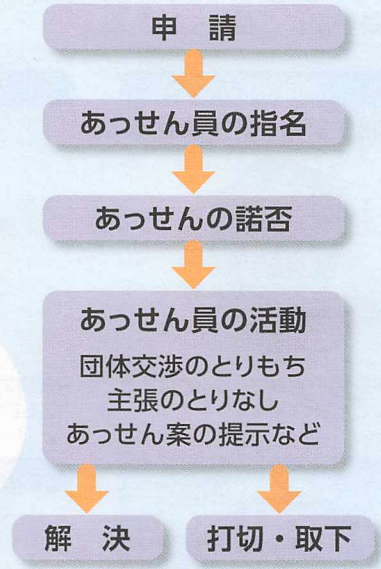 申　請
あっせん員の指名
あっせんの諾否
あっせん員の活動
団体交渉のとりもち
主張のとりなし
あっせん案の提示など
解　決
打切・取下